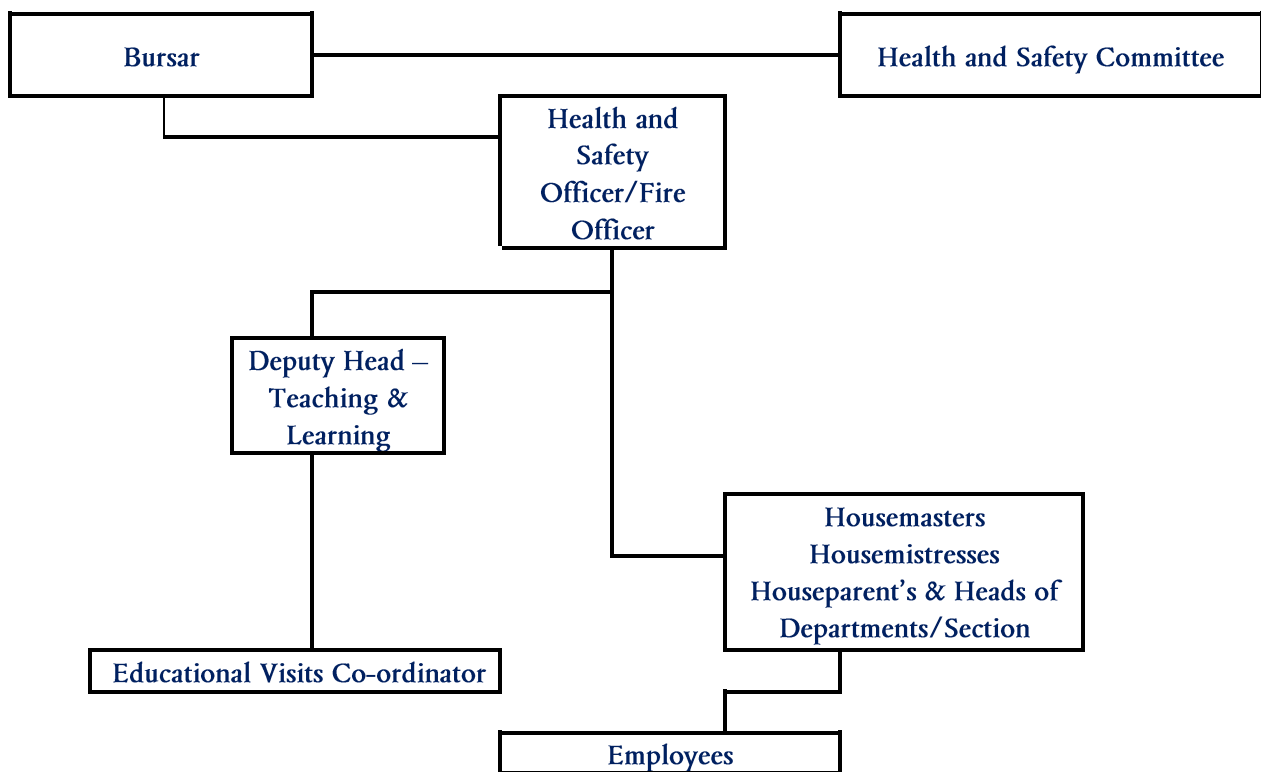 Bursar
Health and Safety Committee
Health and
Safety
Officer/Fire
Officer
Deputy Head –
Teaching &
Learning
Housemasters
Housemistresses
Houseparent’s & Heads of
Departments/Section
Educational Visits Co-ordinator
Employees